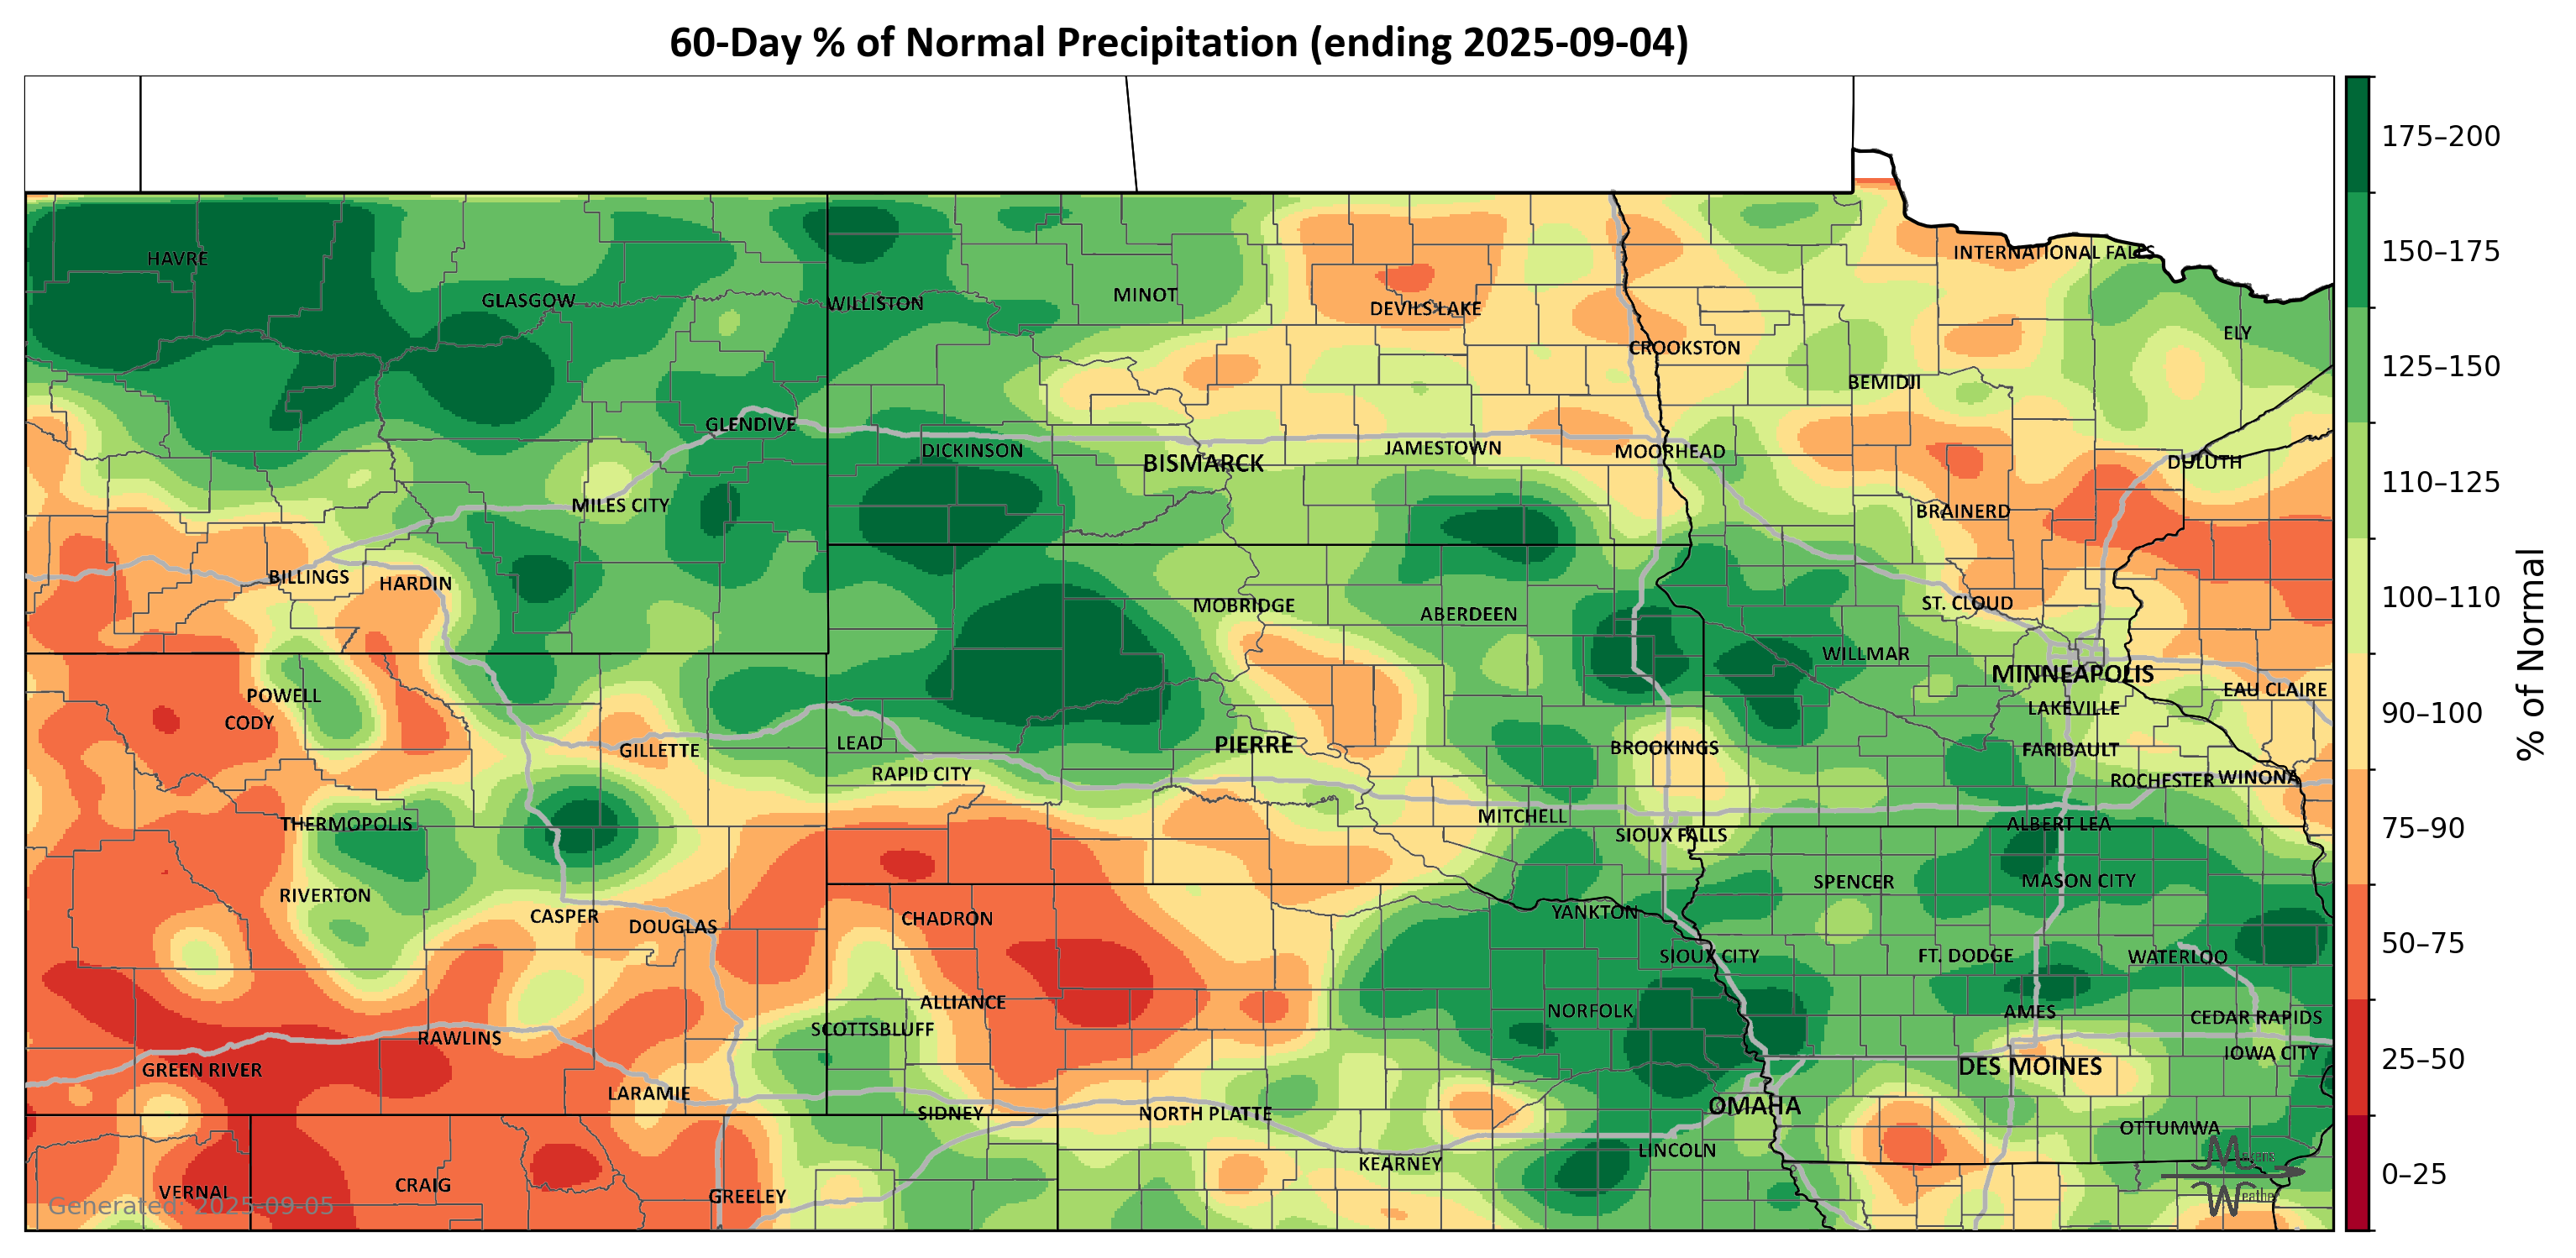 60-Day % of Normal Precipitation (ending 2025-09-04)
175–200
150–175
125–150
110–125
100–110
90–100
75–90
50–75
25–50
0–25
% of Normal
HAVRE
GLASGOW
WILLISTON
MINOT
DEVILS LAKE
INTERNATIONAL FALLS
ELY
CROOKSTON
BEMIDJI
GLENDIVE
DICKINSON
BISMARCK
JAMESTOWN
MOORHEAD
DULUTH
MILES CITY
BRAINERD
BILLINGS
HARDIN
MOBRIDGE
ABERDEEN
ST. CLOUD
WILLMAR
MINNEAPOLIS
POWELL
CODY
EAU CLAIRE
LAKEVILLE
GILLETTE
LEAD
PIERRE
BROOKINGS
FARIBAULT
RAPID CITY
ROCHESTER
WINONA
THERMOPOLIS
MITCHELL
SIOUX FALLS
ALBERT LEA
RIVERTON
SPENCER
MASON CITY
CASPER
DOUGLAS
CHADRON
YANKTON
SIOUX CITY
FT. DODGE
WATERLOO
ALLIANCE
NORFOLK
AMES
SCOTTSBLUFF
CEDAR RAPIDS
RAWLINS
IOWA CITY
GREEN RIVER
DES MOINES
LARAMIE
SIDNEY
NORTH PLATTE
OMAHA
OTTUMWA
LINCOLN
KEARNEY
VERNAL
CRAIG
GREELEY
Generated: 2025-09-05